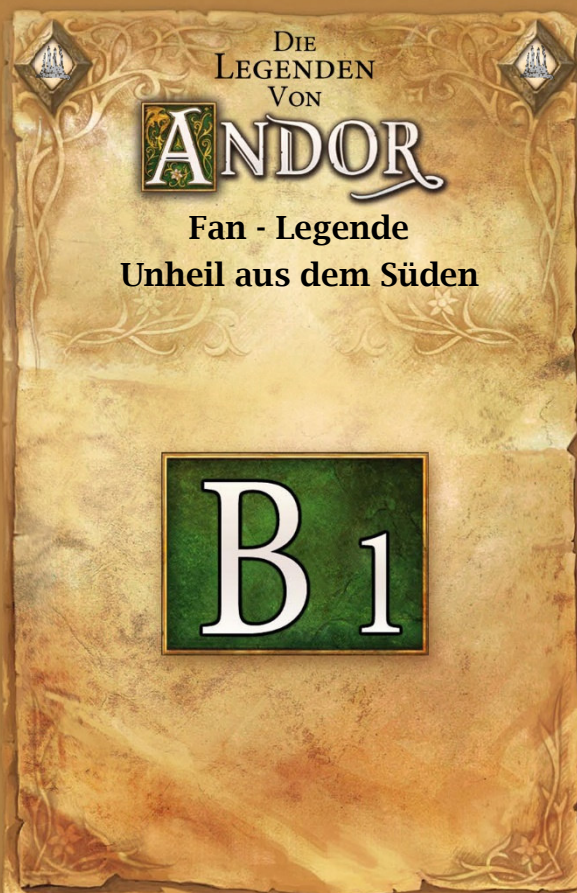 Die
Legenden
Von
Andor
Fan - Legende
Unheil aus dem Süden
B 1